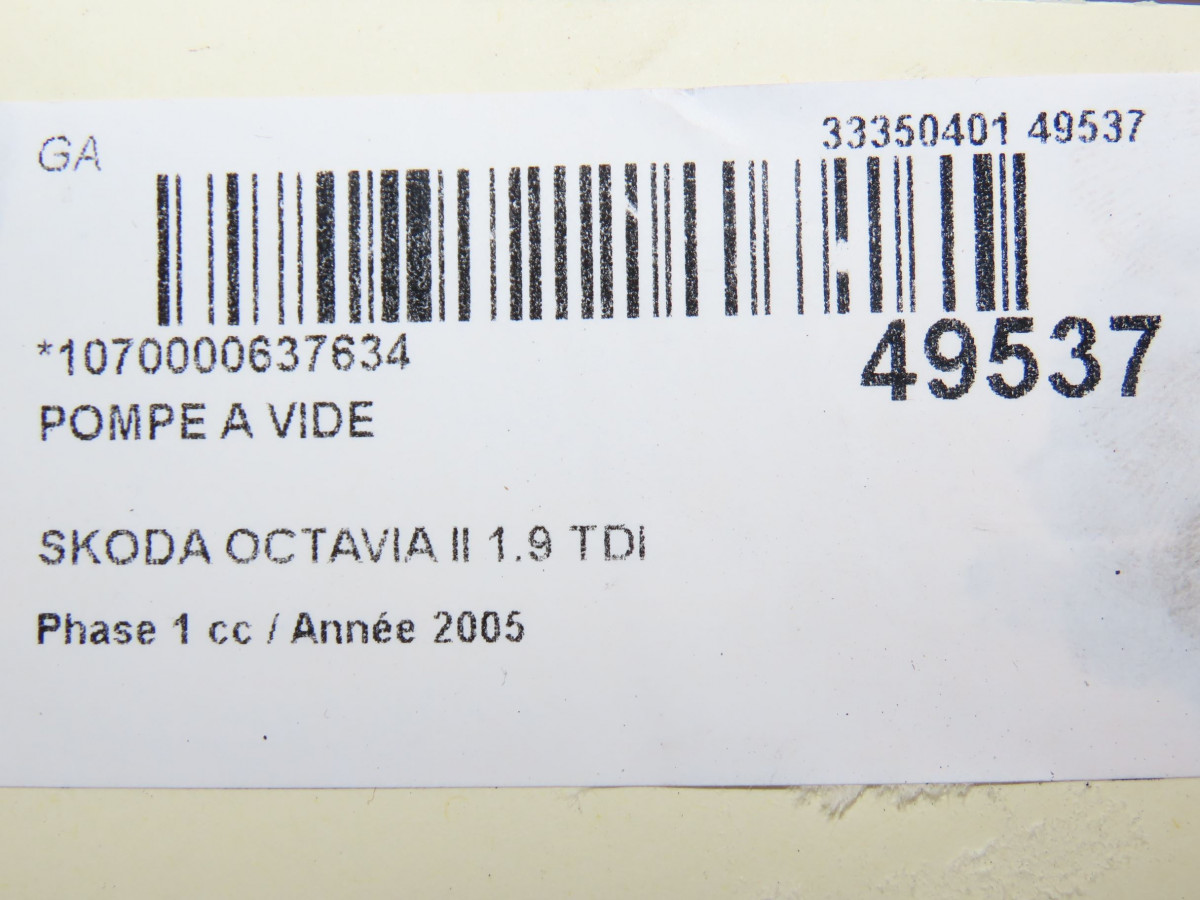 GA
33350401 49537
*1070000637634
49537
POMPE A VIDE
SKODA OCTAVIA II 1.9 TDI
Phase 1 cc / Année 2005